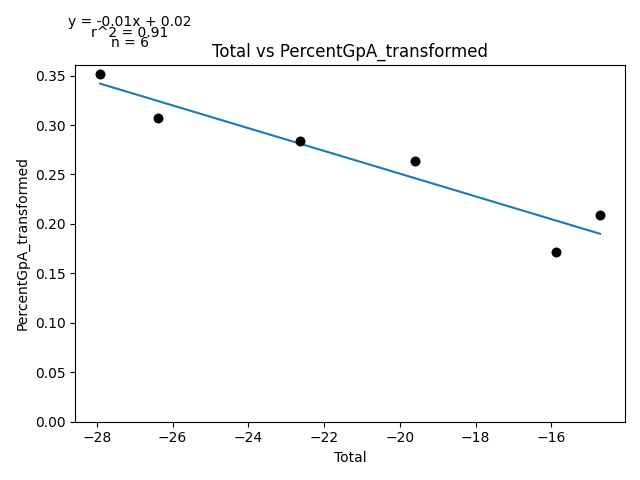 y = -0.01x + 0.02
r^2 = 0.91
n = 6
Total vs PercentGpA_transformed
PercentGpA_transformed
0.35
0.30
0.25
0.20
0.15
0.10
0.05
0.00
−28 −26 −24 −22 −20 −18 −16
Total